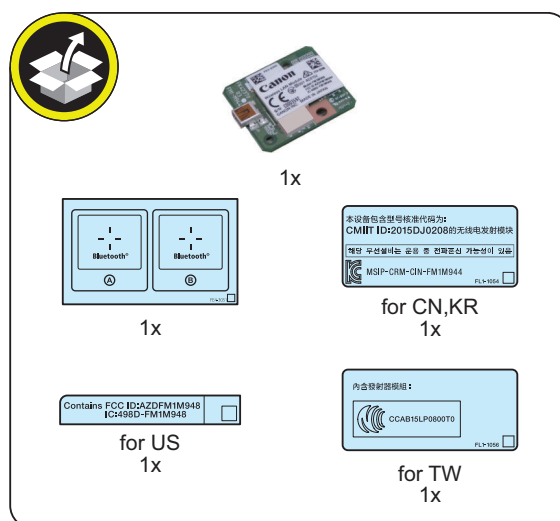 Canon
1x
Bluetooth®
Bluetooth®
A
B
1x
本设备包含型号核准代码为:
CMIIT ID:2015DJ0208的无线电发射模块
해당 무선설비는 운용 중 전파혼신 가능성이 있음
MSIP-CRM-CIN-FM1M944
FL1-1054
for CN,KR
1x
Contains FCC ID:AZDFM1M948
IC:498D-FM1M948
for US
1x
內含發射器模組：
CCAB15LP0800T0
FL1-1056
for TW
1x